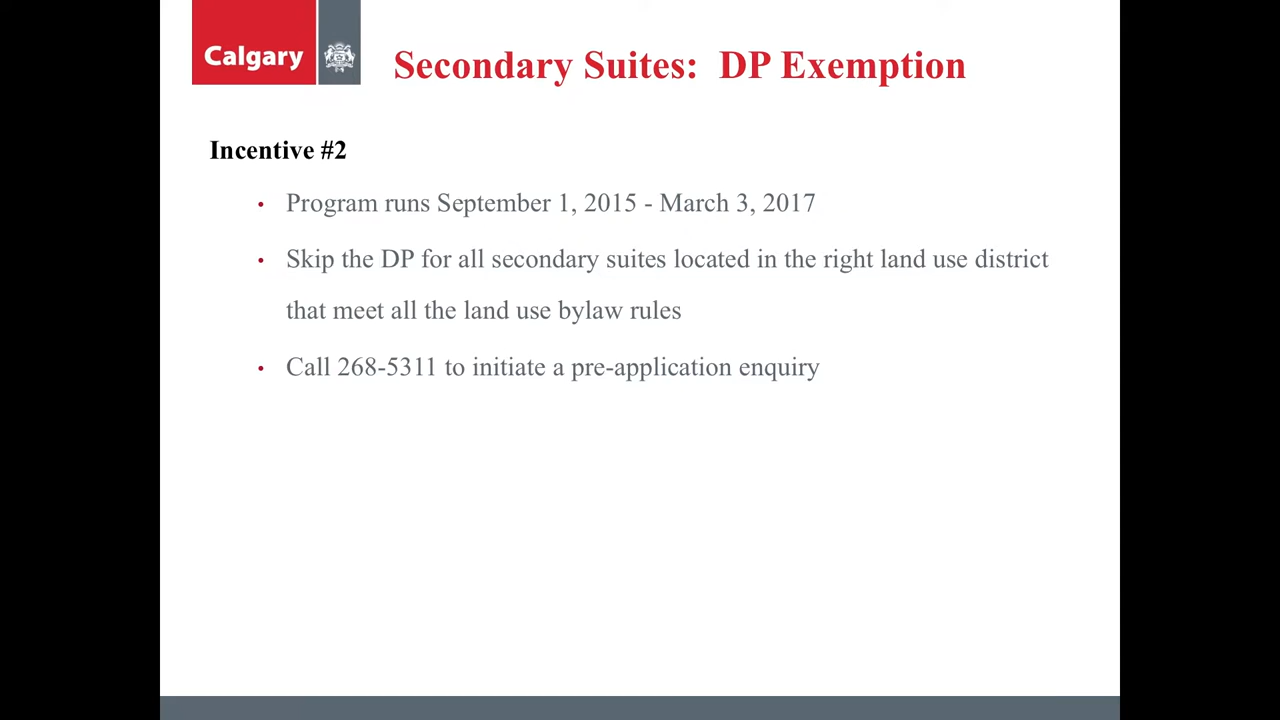 Calgary
Secondary Suites: DP Exemption
Incentive #2
• Program runs September 1, 2015 - March 3, 2017
• Skip the DP for all secondary suites located in the right land use district
that meet all the land use bylaw rules
• Call 268-5311 to initiate a pre-application enquiry